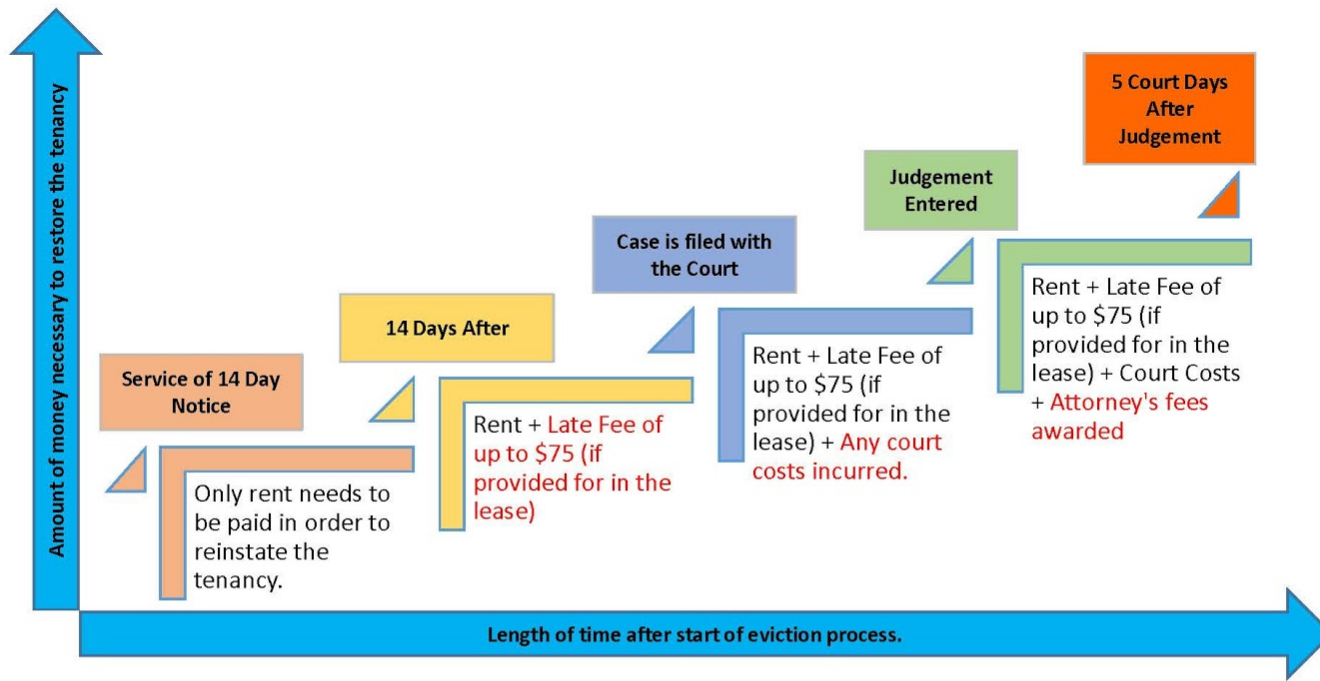 Amount of money necessary to restore the tenancy
Service of 14 Day
Notice
Only rent needs to
be paid in order to
reinstate the
tenancy.
14 Days After
Rent + Late Fee of
up to $75 (if
provided for in the
lease)
Case is filed with
the Court
Rent + Late Fee of
up to $75 (if
provided for in the
lease) + Any court
costs incurred.
Judgement
Entered
Rent + Late Fee of
up to $75 (if
provided for in the
lease) + Court Costs
+ Attorney's fees
awarded
5 Court Days
After
Judgement
Length of time after start of eviction process.